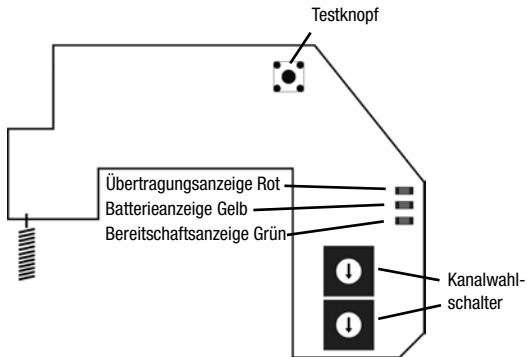 Testknopf
Übertragungsanzeige Rot
Batterieanzeige Gelb
Bereitschaftsanzeige Grün
Kanalwahl-
schalter